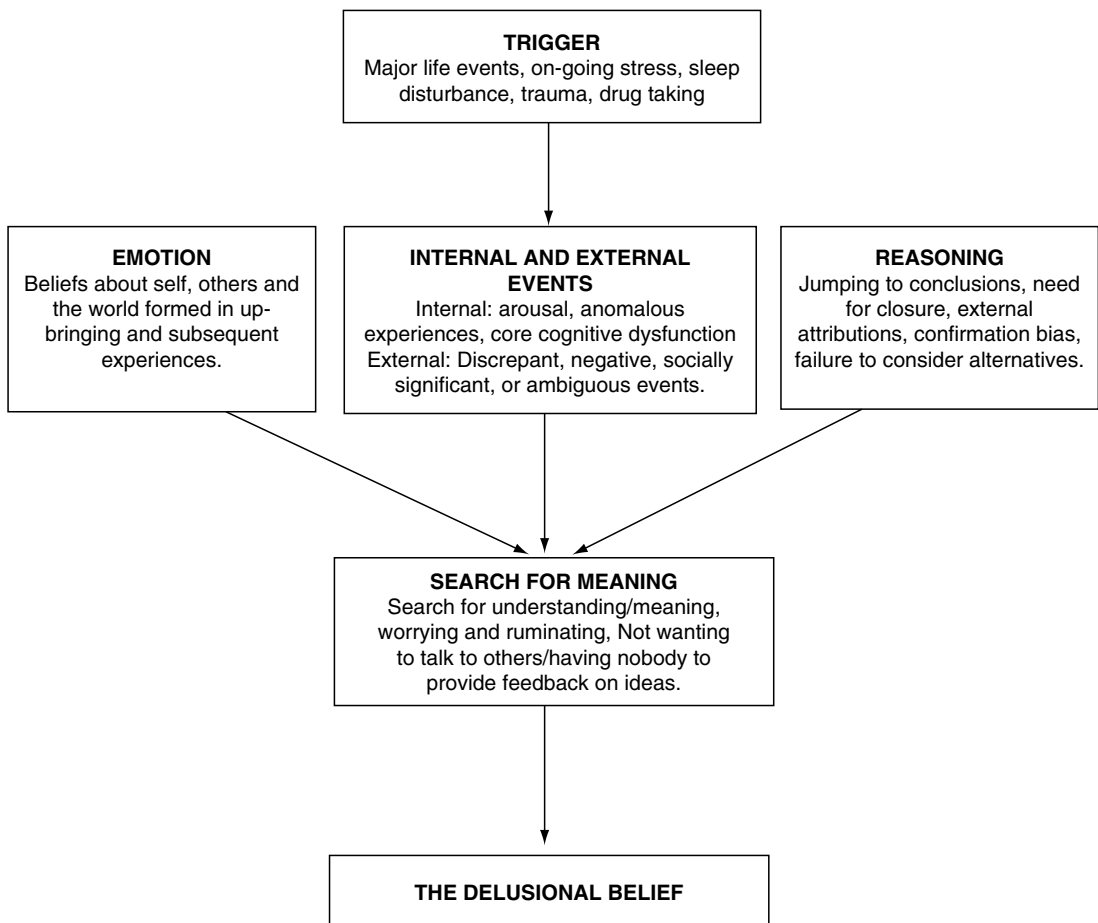 TRIGGER
Major life events, on-going stress, sleep
disturbance, trauma, drug taking
EMOTION
Beliefs about self, others and
the world formed in up-
bringing and subsequent
experiences.
INTERNAL AND EXTERNAL
EVENTS
Internal: arousal, anomalous
experiences, core cognitive dysfunction
External: Discrepant, negative, socially
significant, or ambiguous events.
REASONING
Jumping to conclusions, need
for closure, external
attributions, confirmation bias,
failure to consider alternatives.
SEARCH FOR MEANING
Search for understanding/meaning,
worrying and ruminating, Not wanting
to talk to others/having nobody to
provide feedback on ideas.
THE DELUSIONAL BELIEF